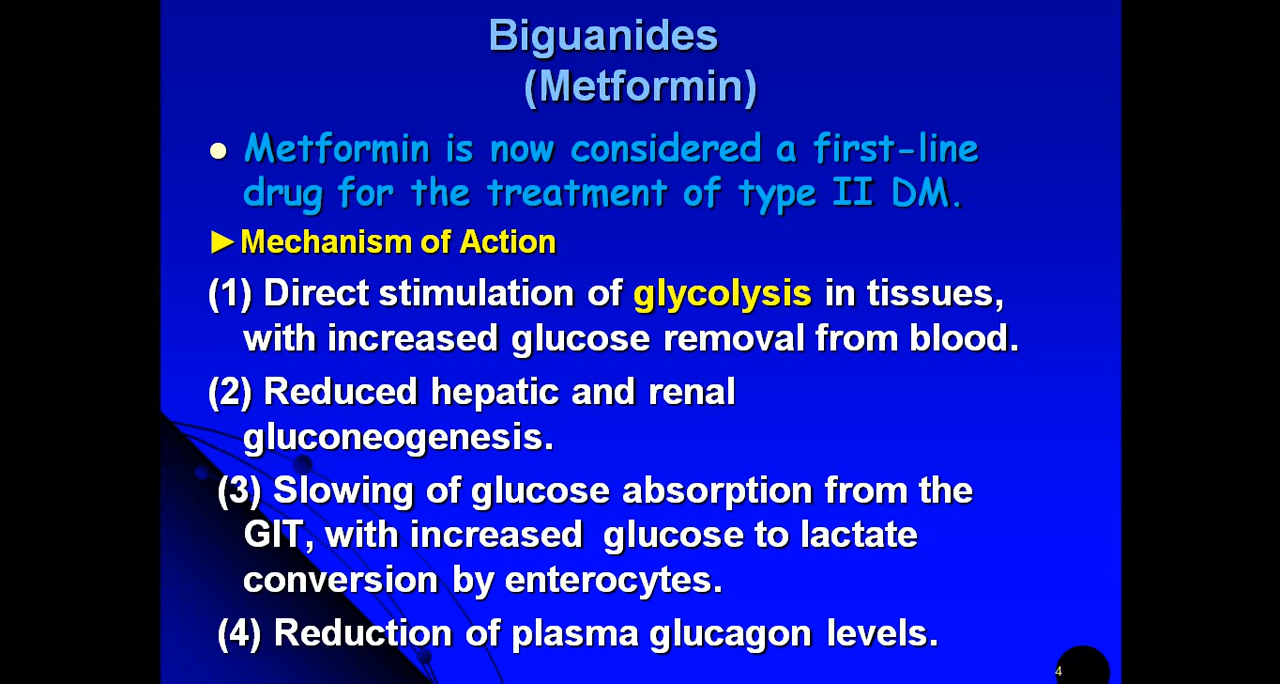 Biguanides
(Metformin)
● Metformin is now considered a first-line
drug for the treatment of type II DM.
►Mechanism of Action
(1) Direct stimulation of glycolysis in tissues,
with increased glucose removal from blood.
(2) Reduced hepatic and renal
gluconeogenesis.
(3) Slowing of glucose absorption from the
GIT, with increased  glucose to lactate
conversion by enterocytes.
(4) Reduction of plasma glucagon levels.
4